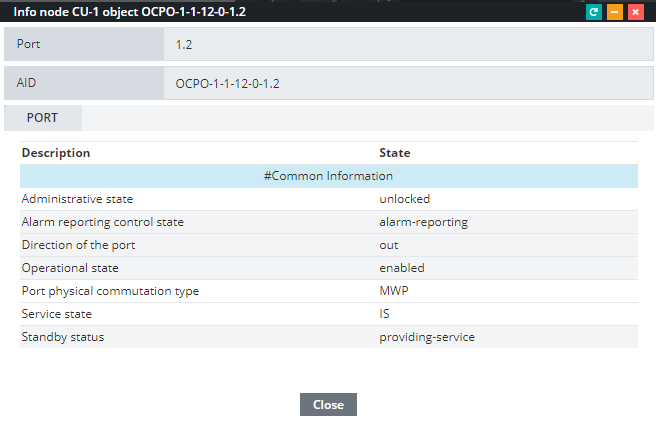 Info node CU-1 object OCPO-1-1-12-0-1.2
Port 1.2
AID OCPO-1-1-12-0-1.2
PORT
Description State
#Common Information
Administrative state unlocked
Alarm reporting control state alarm-reporting
Direction of the port out
Operational state enabled
Port physical commutation type MWP
Service state IS
Standby status providing-service
Close